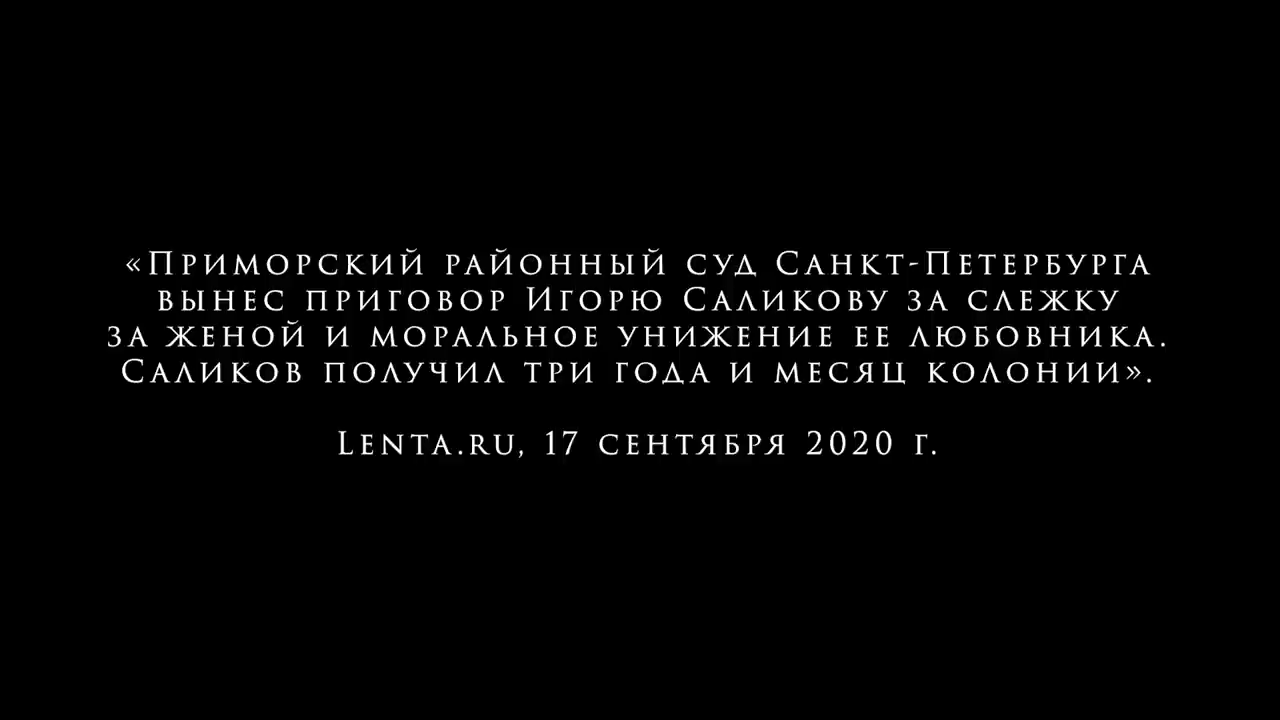 «Приморский районный суд Санкт-Петербурга
вынес приговор Игорю Саликову за слежку
за женой и моральное унижение ее любовника.
Саликов получил три года и месяц колонии».
Lenta.ru, 17 сентября 2020 г.